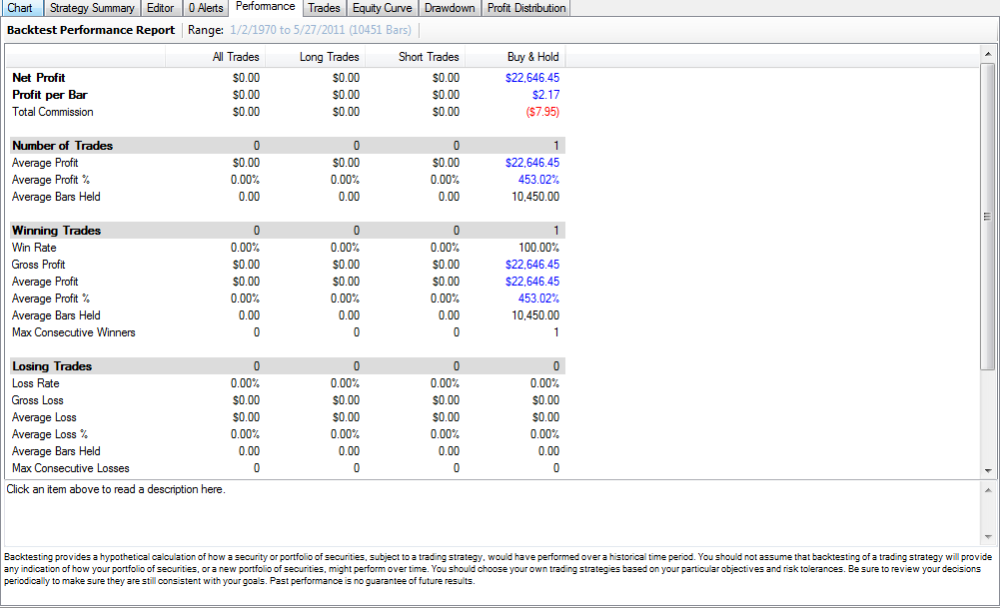 Chart Strategy Summary Editor 0 Alerts Performance Trades Equity Curve Drawdown Profit Distribution
Backtest Performance Report Range: 1/2/1970 to 5/27/2011 (10451 Bars)
All Trades Long Trades Short Trades Buy & Hold
Net Profit $0.00 $0.00 $0.00 $22,646.45
Profit per Bar $0.00 $0.00 $0.00 $2.17
Total Commission $0.00 $0.00 $0.00 ($7.95)
Number of Trades 0 0 0 1
Average Profit $0.00 $0.00 $0.00 $22,646.45
Average Profit % 0.00% 0.00% 0.00% 453.02%
Average Bars Held 0.00 0.00 0.00 10,450.00
Winning Trades 0 0 0 1
Win Rate 0.00% 0.00% 0.00% 100.00%
Gross Profit $0.00 $0.00 $0.00 $22,646.45
Average Profit $0.00 $0.00 $0.00 $22,646.45
Average Profit % 0.00% 0.00% 0.00% 453.02%
Average Bars Held 0.00 0.00 0.00 10,450.00
Max Consecutive Winners 0 0 0 1
Losing Trades 0 0 0 0
Loss Rate 0.00% 0.00% 0.00% 0.00%
Gross Loss $0.00 $0.00 $0.00 $0.00
Average Loss $0.00 $0.00 $0.00 $0.00
Average Loss % 0.00% 0.00% 0.00% 0.00%
Average Bars Held 0.00 0.00 0.00 0.00
Max Consecutive Losses 0 0 0 0
Click an item above to read a description here.
Backtesting provides a hypothetical calculation of how a security or portfolio of securities, subject to a trading strategy, would have performed over a historical time period. You should not assume that backtesting of a trading strategy will provide
any indication of how your portfolio of securities, or a new portfolio of securities, might perform over time. You should choose your own trading strategies based on your particular objectives and risk tolerances. Be sure to review your decisions
periodically to make sure they are still consistent with your goals. Past performance is no guarantee of future results.